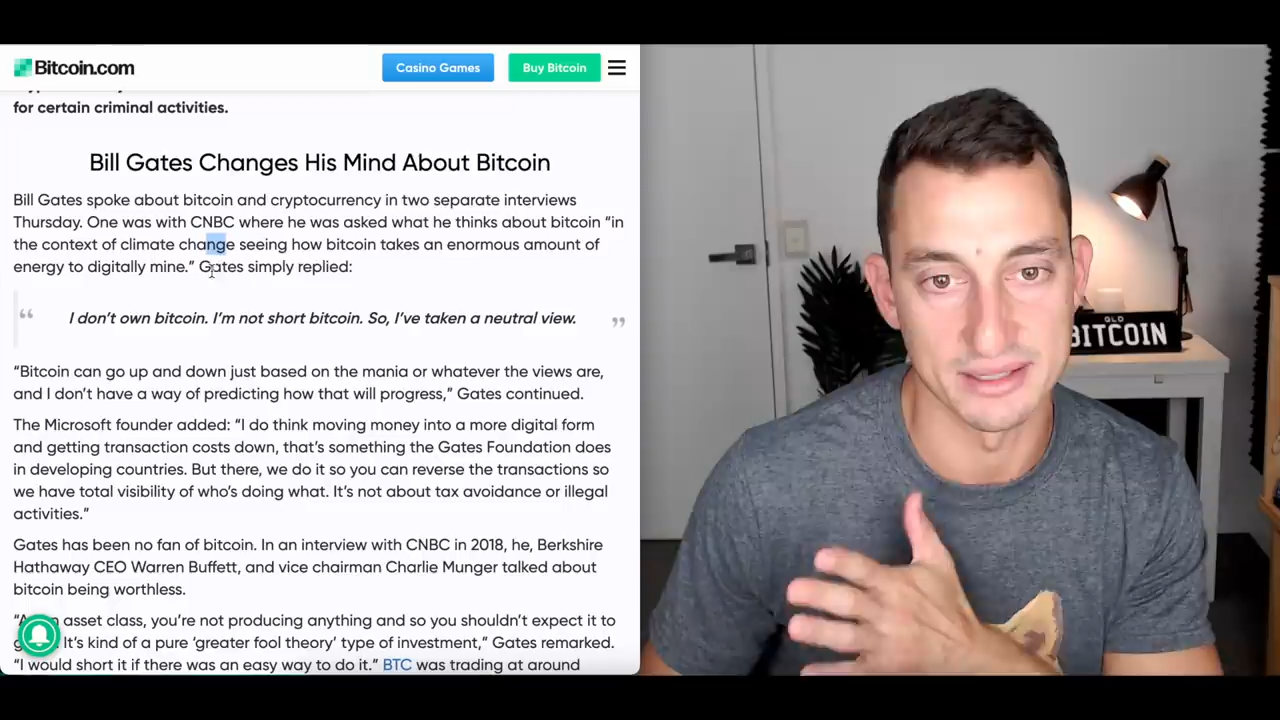 Bitcoin.com
Casino Games
Buy Bitcoin
for certain criminal activities.
Bill Gates Changes His Mind About Bitcoin
Bill Gates spoke about bitcoin and cryptocurrency in two separate interviews
Thursday. One was with CNBC where he was asked what he thinks about bitcoin “in
the context of climate change seeing how bitcoin takes an enormous amount of
energy to digitally mine.” Gates simply replied:
“ I don’t own bitcoin. I’m not short bitcoin. So, I’ve taken a neutral view. ”
“Bitcoin can go up and down just based on the mania or whatever the views are,
and I don’t have a way of predicting how that will progress,” Gates continued.
The Microsoft founder added: “I do think moving money into a more digital form
and getting transaction costs down, that’s something the Gates Foundation does
in developing countries. But there, we do it so you can reverse the transactions so
we have total visibility of who’s doing what. It’s not about tax avoidance or illegal
activities.”
Gates has been no fan of bitcoin. In an interview with CNBC in 2018, he, Berkshire
Hathaway CEO Warren Buffett, and vice chairman Charlie Munger talked about
bitcoin being worthless.
asset class, you’re not producing anything and so you shouldn’t expect it to
It’s kind of a pure ‘greater fool theory’ type of investment,” Gates remarked.
“I would short it if there was an easy way to do it.” BTC was trading at around
QLD
BITCOIN